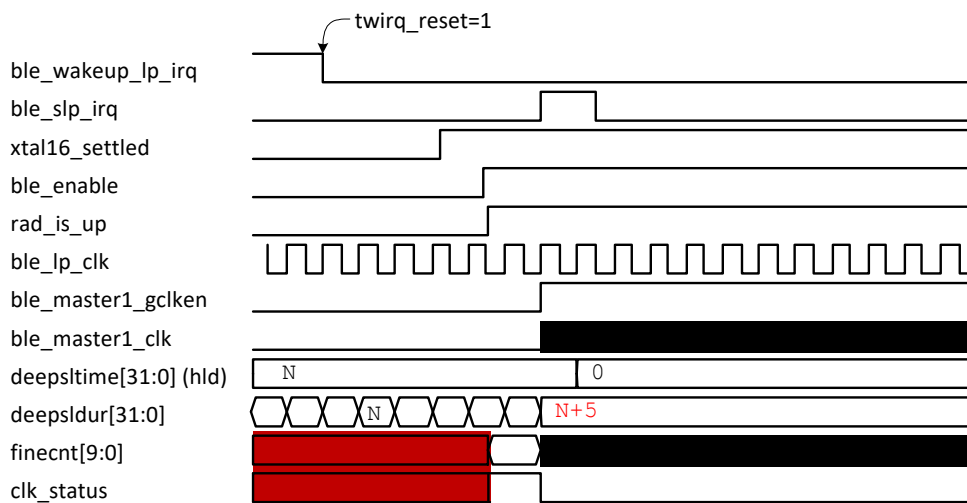 twirq_reset=1
ble_wakeup_lp_irq
ble_slp_irq
xtal16_settled
ble_enable
rad_is_up
ble_lp_clk
ble_master1_gclken
ble_master1_clk
deepsltime[31:0] (hld) N 0
deepsldur[31:0] N N+5
finecnt[9:0]
clk_status